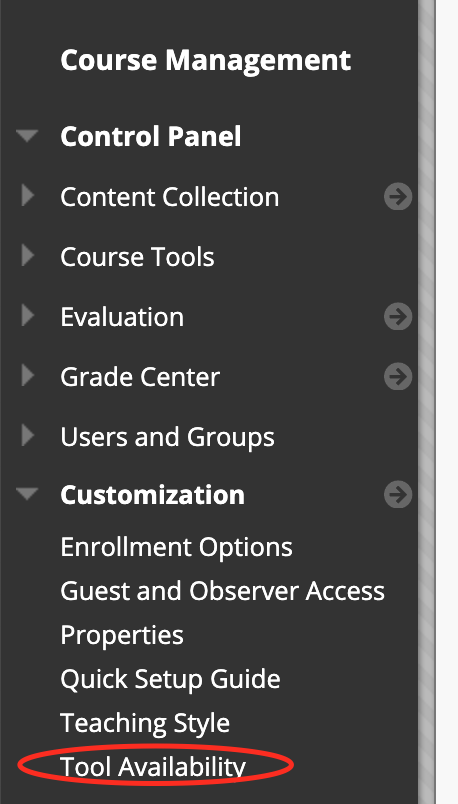 Course Management
Control Panel
Content Collection
Course Tools
Evaluation
Grade Center
Users and Groups
Customization
Enrollment Options
Guest and Observer Access
Properties
Quick Setup Guide
Teaching Style
Tool Availability